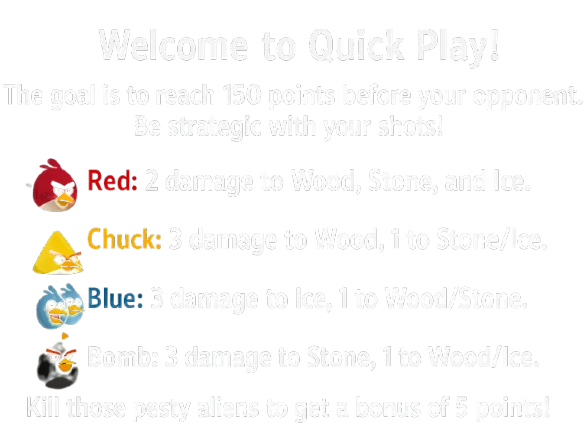 Welcome to Quick Play!
The goal is to reach 150 points before your opponent.
Be strategic with your shots!
Red: 2 damage to Wood, Stone, and Ice.
Chuck: 3 damage to Wood, 1 to Stone/Ice.
Blue: 3 damage to Ice, 1 to Wood/Stone.
Bomb: 3 damage to Stone, 1 to Wood/Ice.
Kill those pesty aliens to get a bonus of 5 points!